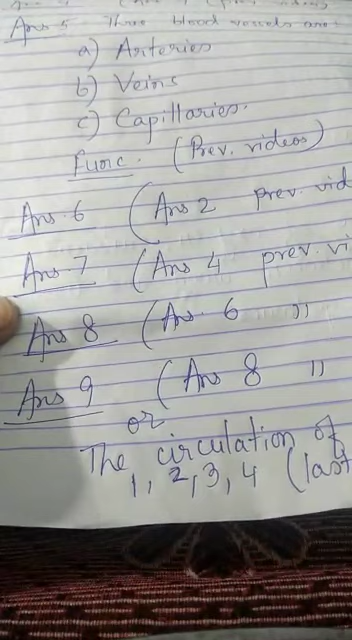 Ans 5 Three blood vessels are
a) Arteries
b) Veins
c) Capillaries.
Func. (Prev. videos)
Ans 6 (Ans 2 prev. vid
Ans 7 (Ans 4 prev. vi
Ans 8 (Ans. 6 "
Ans 9 (Ans 8 "
or
The circulation of
1, 2, 3, 4 (last